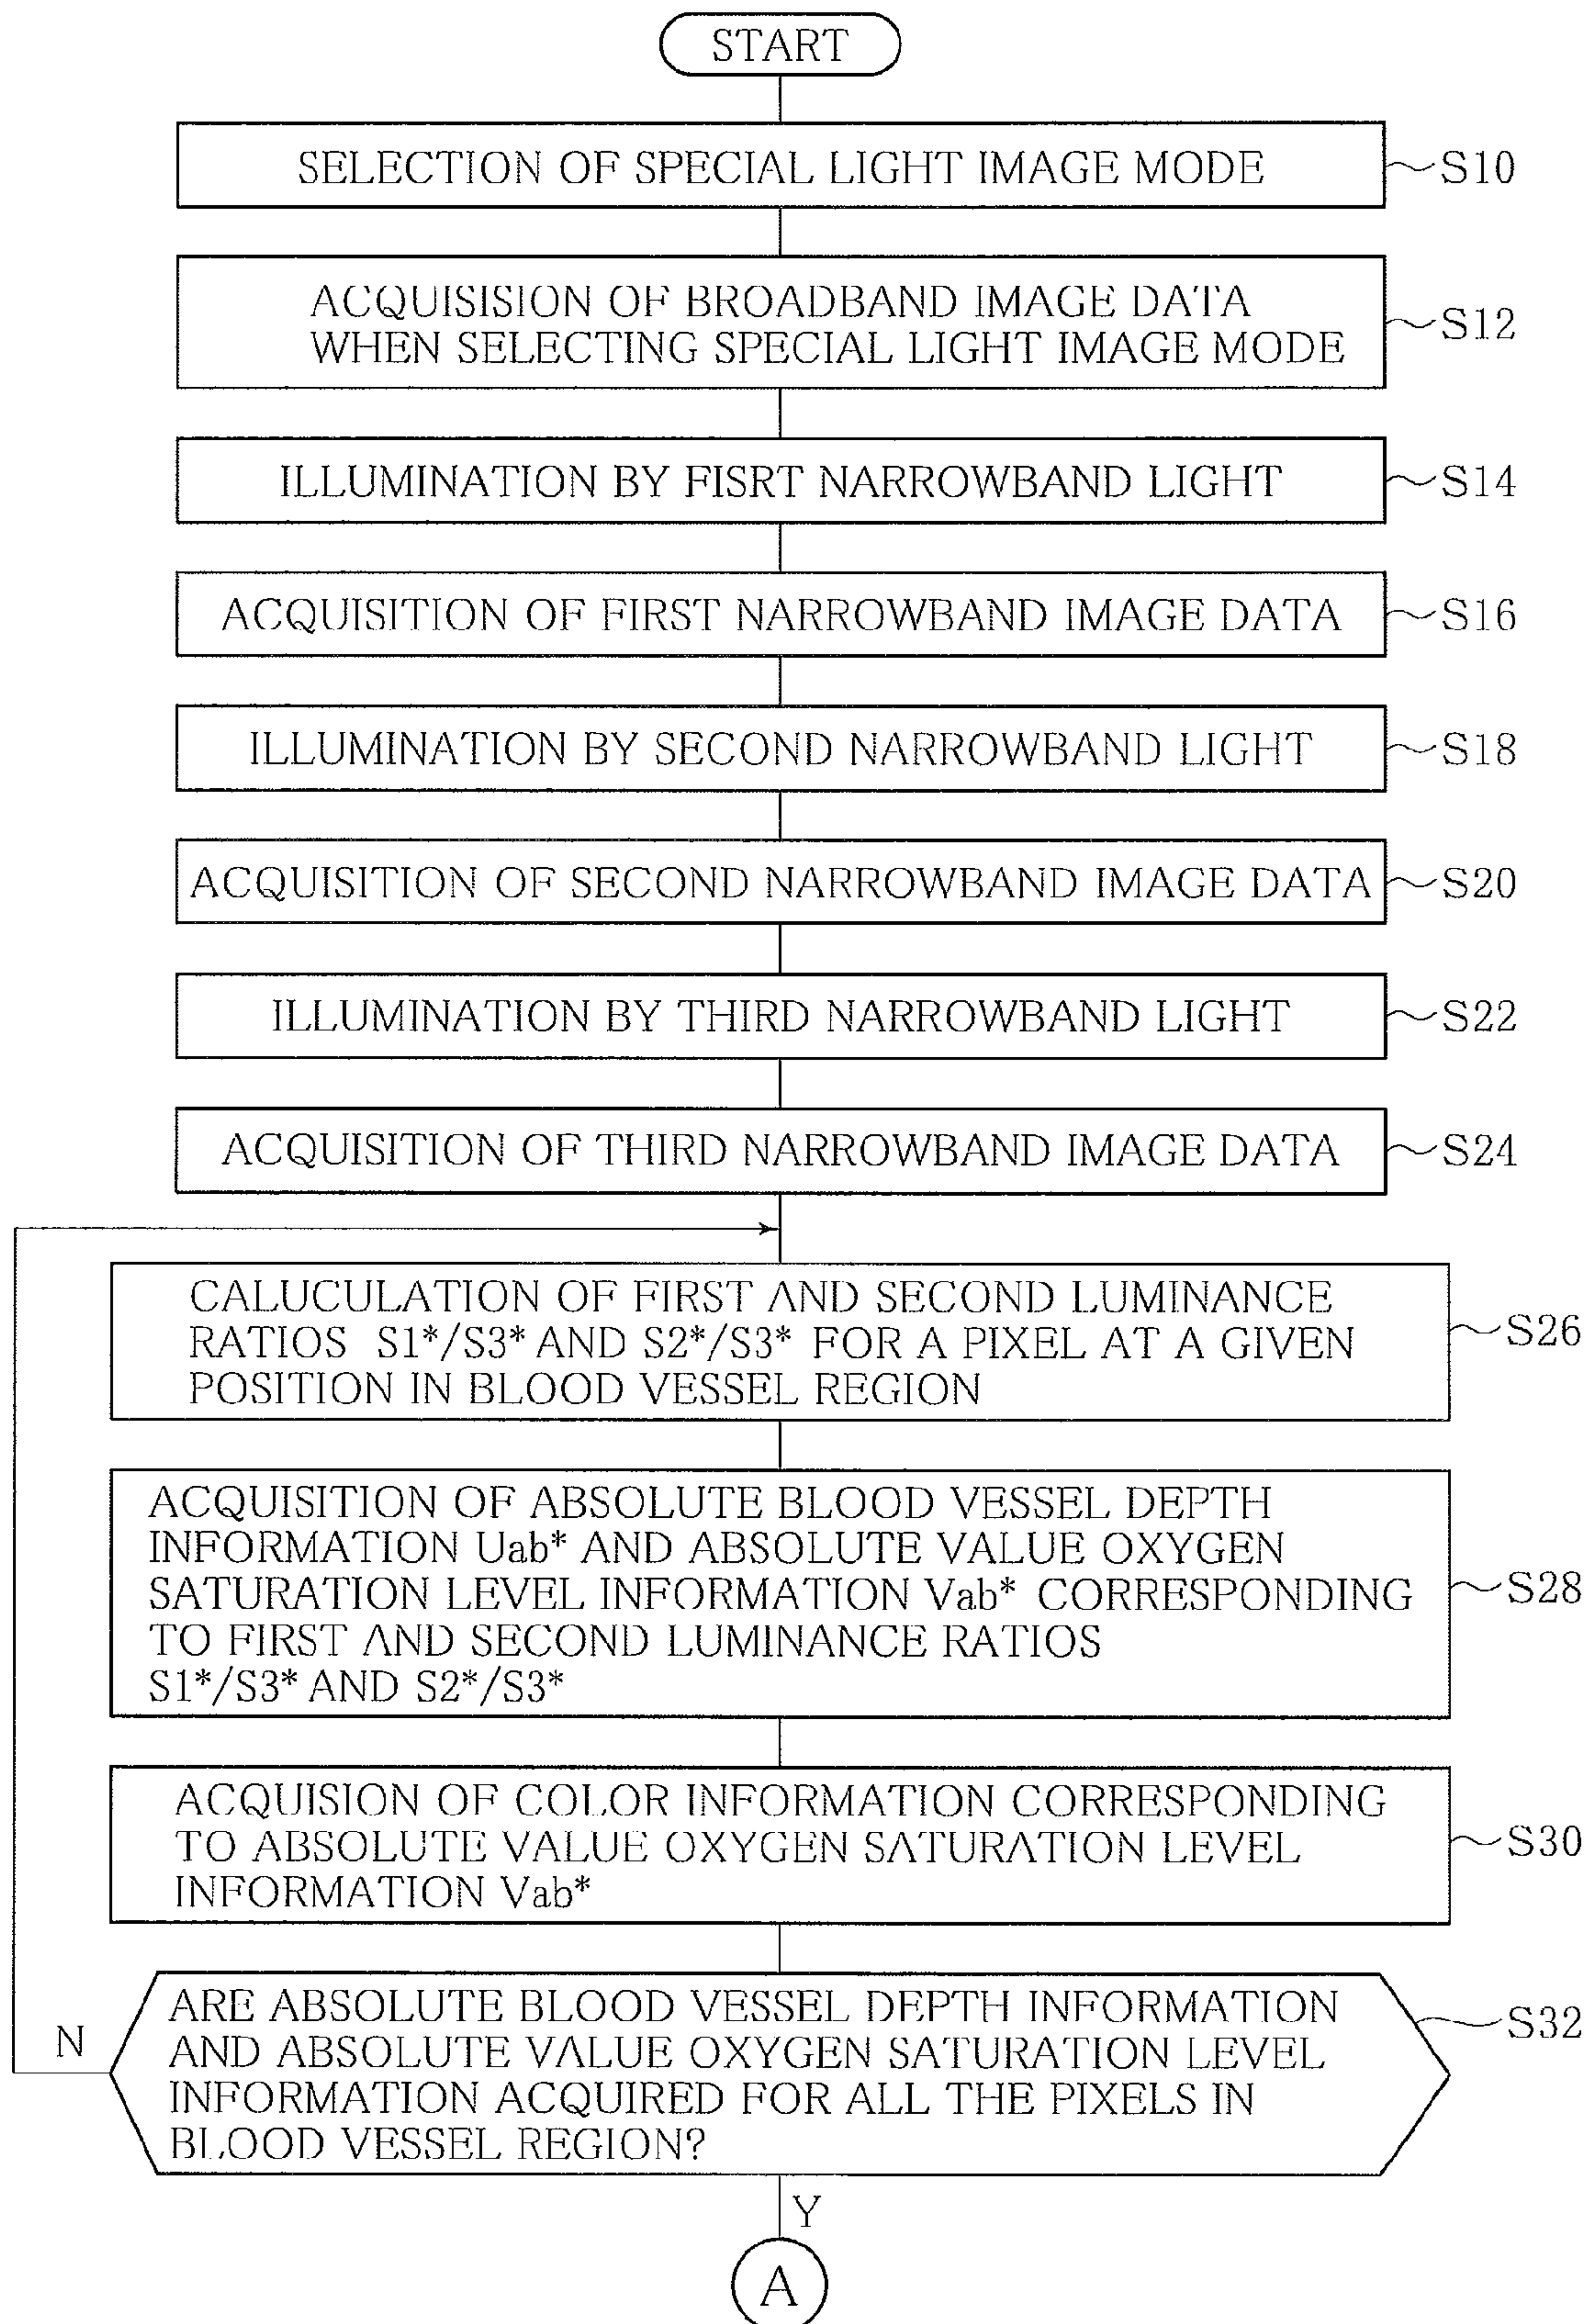 START
SELECTION OF SPECIAL LIGHT IMAGE MODE
S10
ACQUISISION OF BROADBAND IMAGE DATA
WHEN SELECTING SPECIAL LIGHT IMAGE MODE
S12
ILLUMINATION BY FISRT NARROWBAND LIGHT
S14
ACQUISITION OF FIRST NARROWBAND IMAGE DATA
S16
ILLUMINATION BY SECOND NARROWBAND LIGHT
S18
ACQUISITION OF SECOND NARROWBAND IMAGE DATA
S20
ILLUMINATION BY THIRD NARROWBAND LIGHT
S22
ACQUISITION OF THIRD NARROWBAND IMAGE DATA
S24
CALUCULATION OF FIRST AND SECOND LUMINANCE
RATIOS S1*/S3* AND S2*/S3* FOR A PIXEL AT A GIVEN
POSITION IN BLOOD VESSEL REGION
S26
ACQUISITION OF ABSOLUTE BLOOD VESSEL DEPTH
INFORMATION Uab* AND ABSOLUTE VALUE OXYGEN
SATURATION LEVEL INFORMATION Vab* CORRESPONDING
TO FIRST AND SECOND LUMINANCE RATIOS
S1*/S3* AND S2*/S3*
S28
ACQUISION OF COLOR INFORMATION CORRESPONDING
TO ABSOLUTE VALUE OXYGEN SATURATION LEVEL
INFORMATION Vab*
S30
ARE ABSOLUTE BLOOD VESSEL DEPTH INFORMATION
AND ABSOLUTE VALUE OXYGEN SATURATION LEVEL
INFORMATION ACQUIRED FOR ALL THE PIXELS IN
BLOOD VESSEL REGION?
S32
N
Y
A